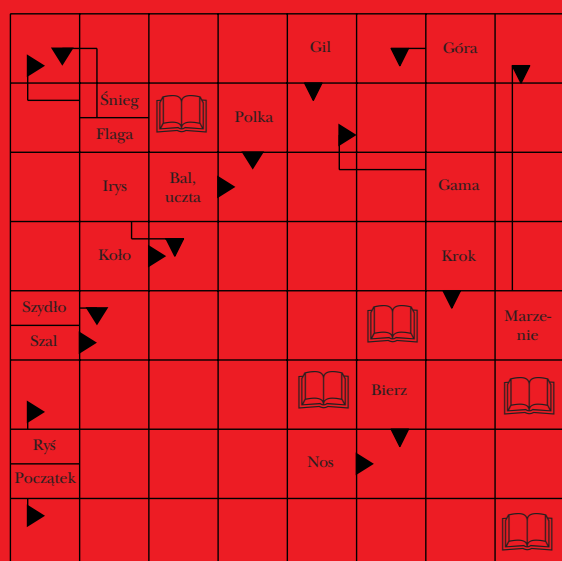 Gil
Góra
Śnieg
Flaga
Polka
Irys
Bal,
uczta
Gama
Koło
Krok
Szydło
Szal
Marze-
nie
Bierz
Ryś
Początek
Nos